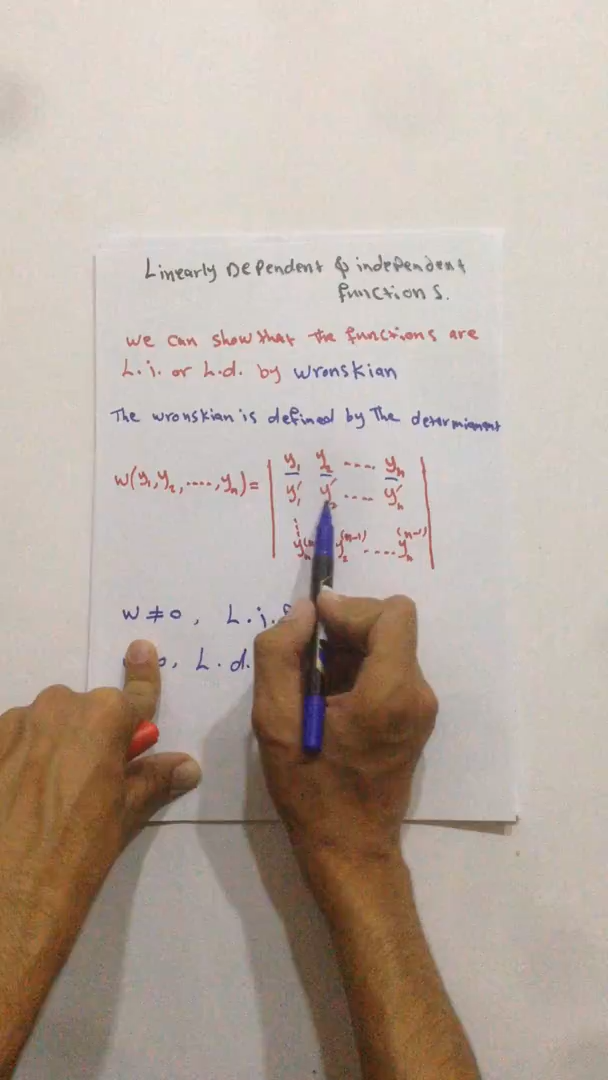 Linearly Dependent & independent
functions.
we can show that the functions are
L.i. or L.d. by wronskian
The wronskian is defined by The determianent
W(y₁,y₂,....,yₙ)= | y₁ y₂ .... yₙ |
y₁′ y₂′ .... yₙ′
⋮
y₂⁽ⁿ⁻¹⁾ .... yₙ⁽ⁿ⁻¹⁾
W ≠ 0, L.i.
L.d.